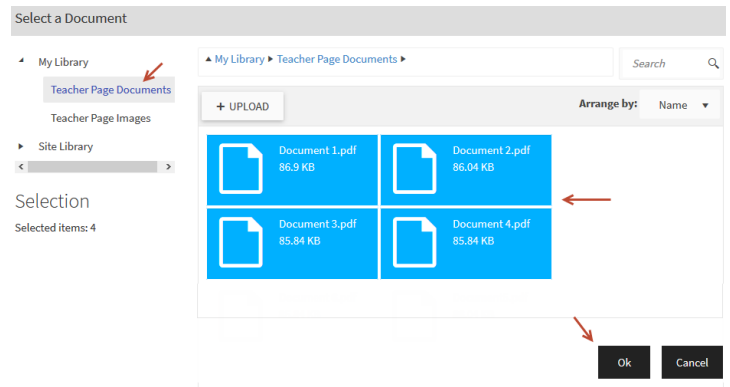 Select a Document
My Library
Teacher Page Documents
Teacher Page Images
Site Library
Selection
Selected items: 4
My Library Teacher Page Documents
Search
+ UPLOAD
Arrange by: Name
Document 1.pdf
86.9 KB
Document 2.pdf
86.04 KB
Document 3.pdf
85.84 KB
Document 4.pdf
85.84 KB
Ok
Cancel